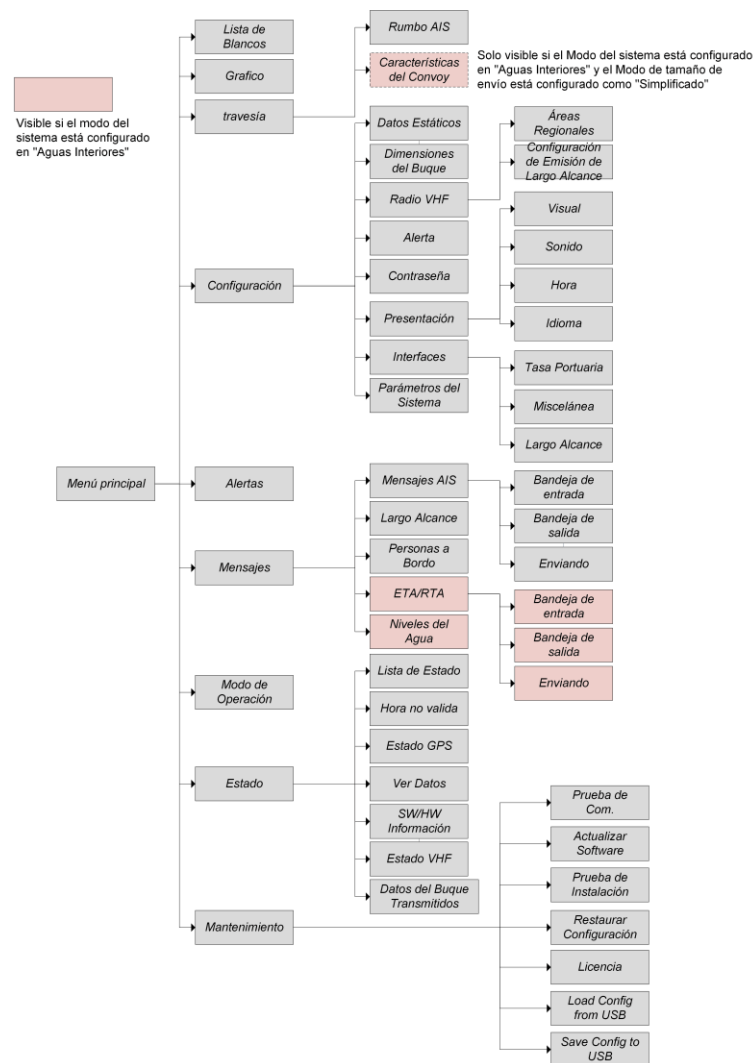 Visible si el modo del
sistema está configurado
en "Aguas Interiores"
Menú principal
Lista de
Blancos
Grafico
travesía
Rumbo AIS
Características
del Convoy
Solo visible si el Modo del sistema está configurado
en "Aguas Interiores" y el Modo de tamaño de
envío está configurado como "Simplificado"
Configuración
Datos Estáticos
Dimensiones
del Buque
Radio VHF
Áreas
Regionales
Configuración
de Emisión de
Largo Alcance
Alerta
Contraseña
Presentación
Visual
Sonido
Hora
Idioma
Interfaces
Tasa Portuaria
Miscelánea
Largo Alcance
Parámetros del
Sistema
Alertas
Mensajes
Mensajes AIS
Bandeja de
entrada
Bandeja de
salida
Enviando
Largo Alcance
Personas a
Bordo
ETA/RTA
Bandeja de
entrada
Bandeja de
salida
Enviando
Niveles del
Agua
Modo de
Operación
Estado
Lista de Estado
Hora no valida
Estado GPS
Ver Datos
SW/HW
Información
Estado VHF
Datos del Buque
Transmitidos
Mantenimiento
Prueba de
Com.
Actualizar
Software
Prueba de
Instalación
Restaurar
Configuración
Licencia
Load Config
from USB
Save Config to
USB